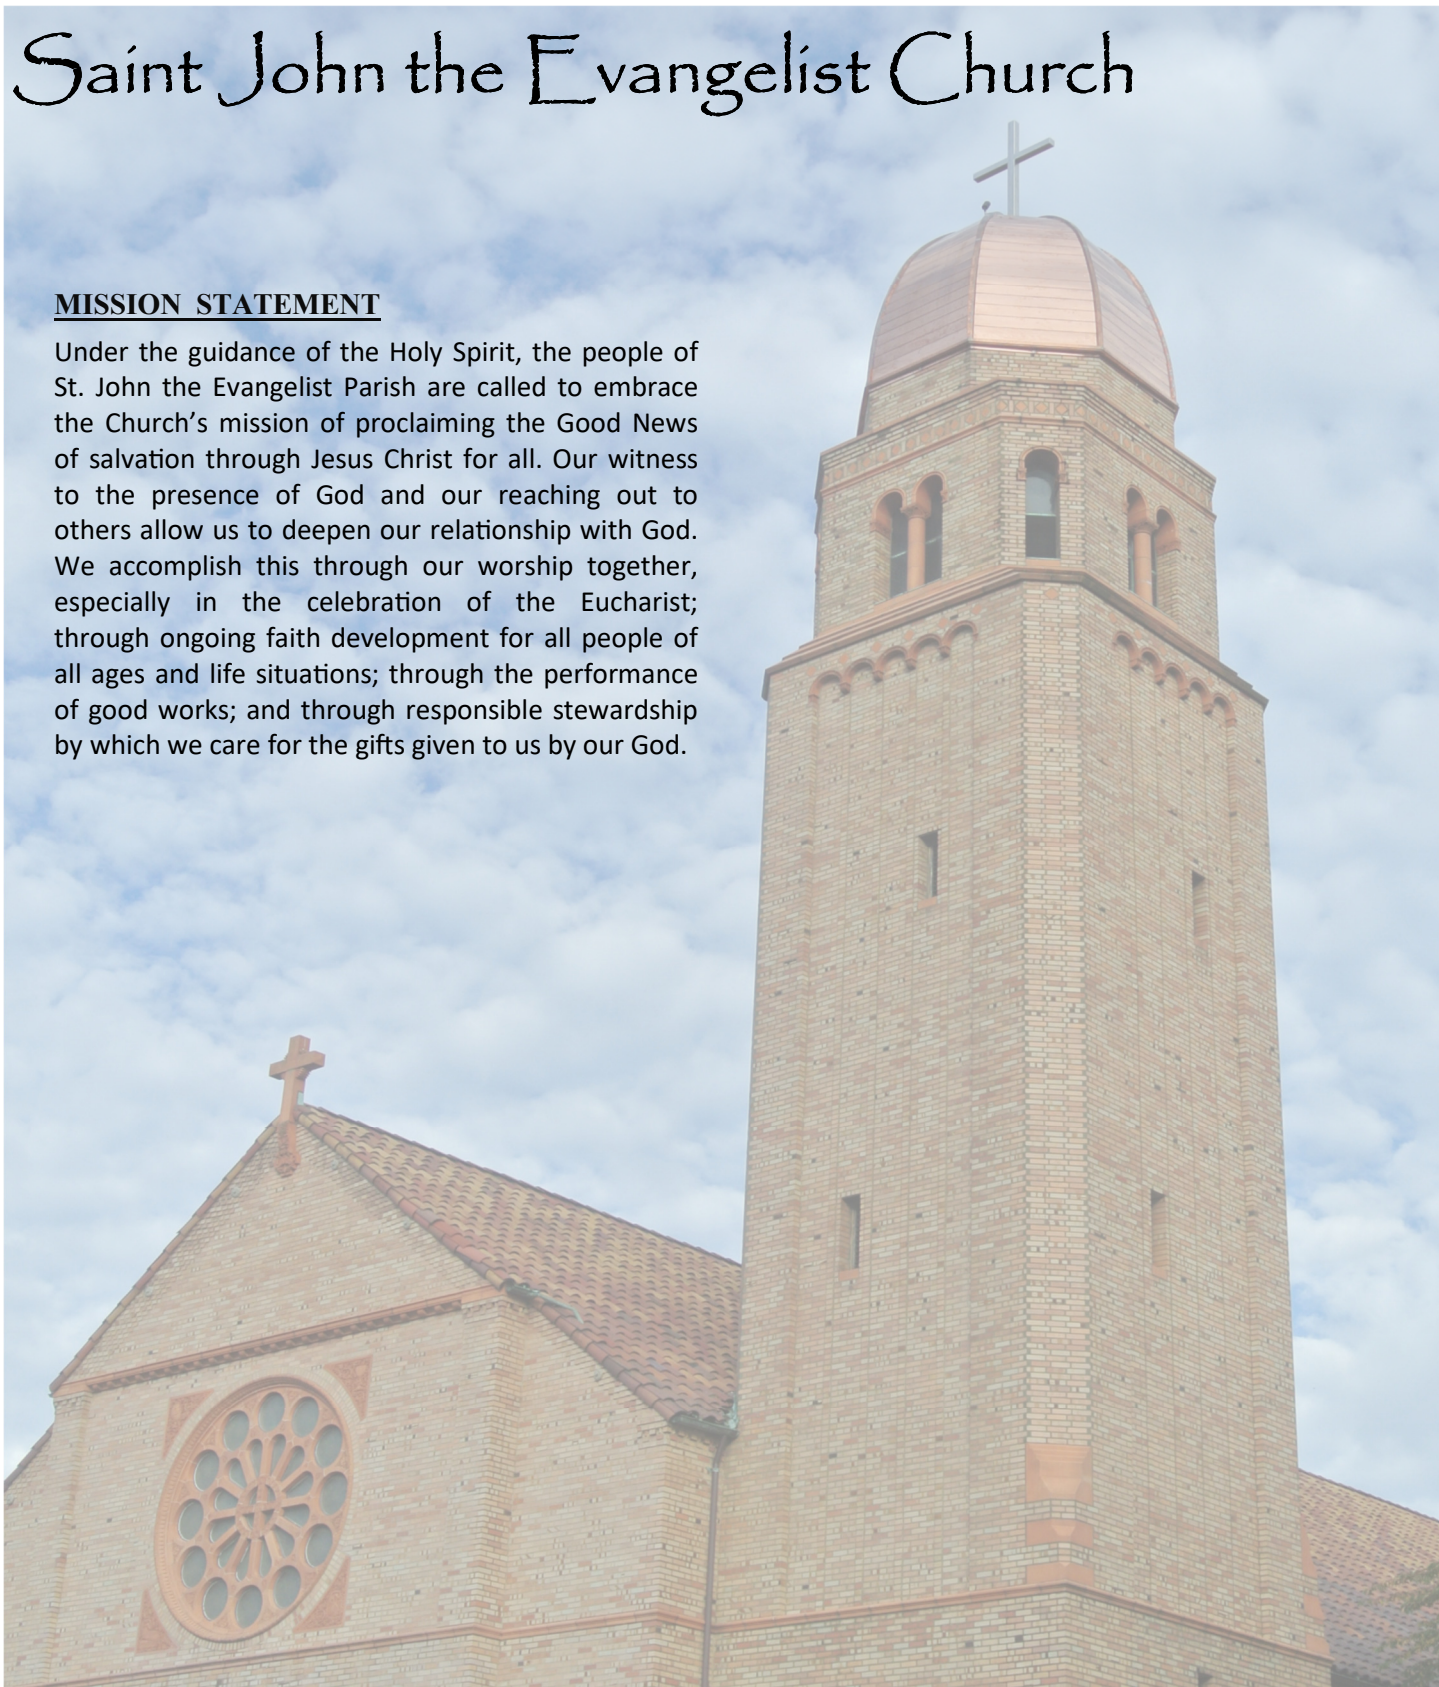 Saint John the Evangelist Church
MISSION STATEMENT
Under the guidance of the Holy Spirit, the people of
St. John the Evangelist Parish are called to embrace
the Church’s mission of proclaiming the Good News
of salvation through Jesus Christ for all. Our witness
to the presence of God and our reaching out to
others allow us to deepen our relationship with God.
We accomplish this through our worship together,
especially in the celebration of the Eucharist;
through ongoing faith development for all people of
all ages and life situations; through the performance
of good works; and through responsible stewardship
by which we care for the gifts given to us by our God.